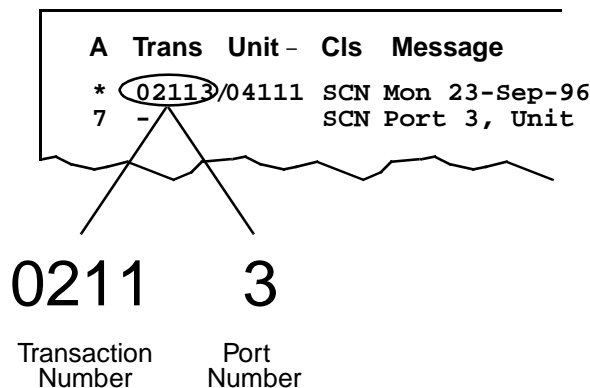 A Trans Unit - Cls Message
* 02113/04111 SCN Mon 23-Sep-96
7 - SCN Port 3, Unit
0211 3
Transaction Number
Port Number